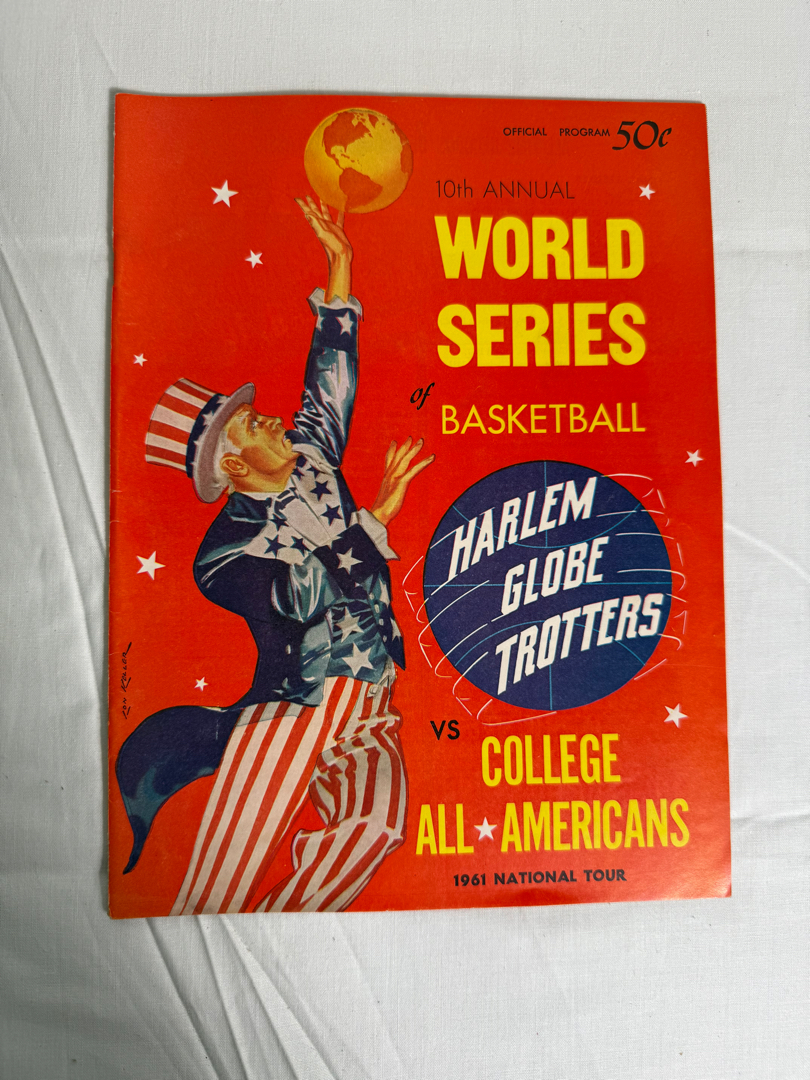 OFFICIAL PROGRAM 50c
10th ANNUAL
WORLD
SERIES
of
BASKETBALL
HARLEM
GLOBE
TROTTERS
VS
COLLEGE
ALL★AMERICANS
1961 NATIONAL TOUR
KELLER